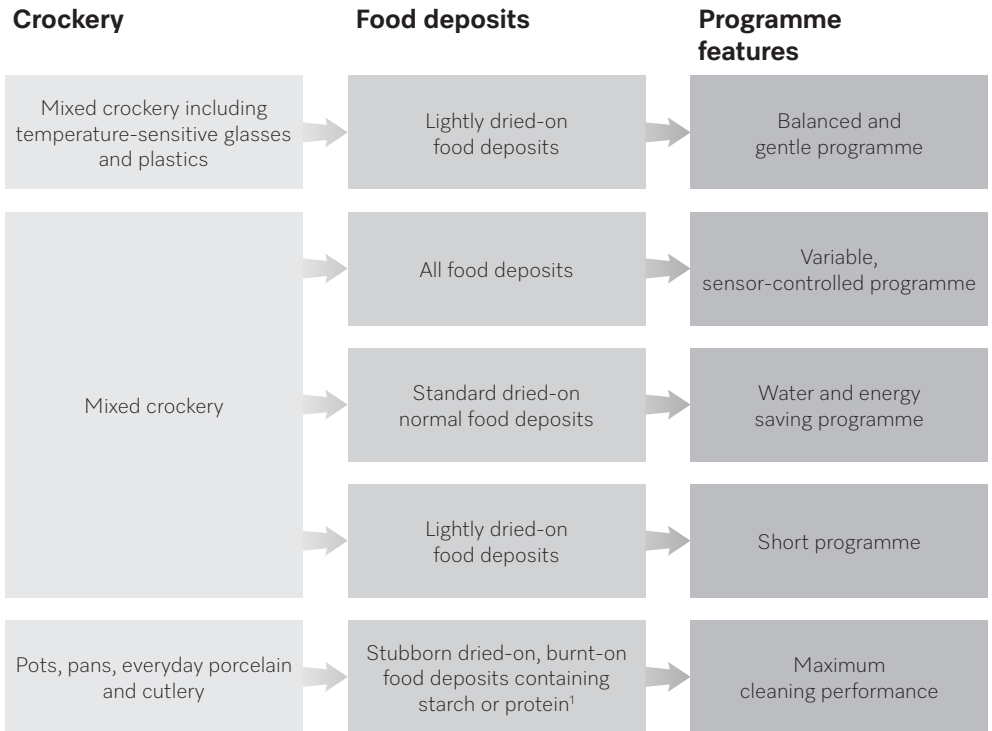 Crockery
Food deposits
Programme
features
Mixed crockery including
temperature-sensitive glasses
and plastics
Lightly dried-on
food deposits
Balanced and
gentle programme
Mixed crockery
All food deposits
Variable,
sensor-controlled programme
Standard dried-on
normal food deposits
Water and energy
saving programme
Lightly dried-on
food deposits
Short programme
Pots, pans, everyday porcelain
and cutlery
Stubborn dried-on, burnt-on
food deposits containing
starch or protein¹
Maximum
cleaning performance